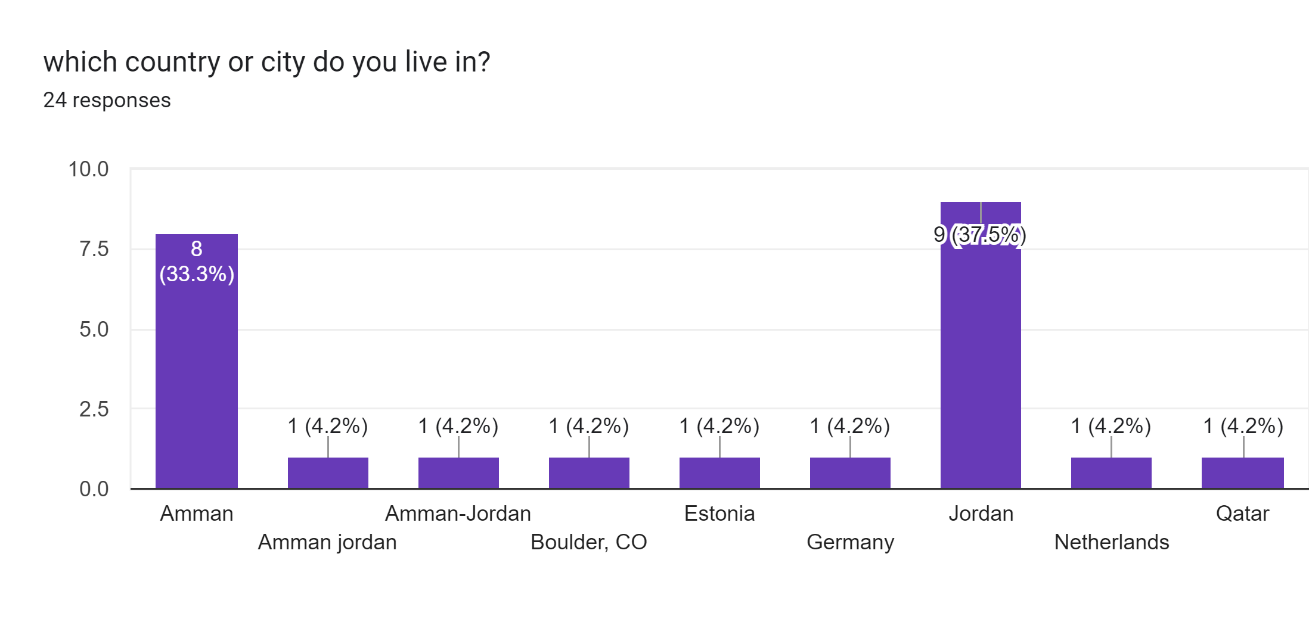 which country or city do you live in?
24 responses
10.0
7.5
5.0
2.5
0.0
8
(33.3%)
1 (4.2%)
1 (4.2%)
1 (4.2%)
1 (4.2%)
1 (4.2%)
9 (37.5%)
1 (4.2%)
1 (4.2%)
Amman
Amman jordan
Amman-Jordan
Boulder, CO
Estonia
Germany
Jordan
Netherlands
Qatar